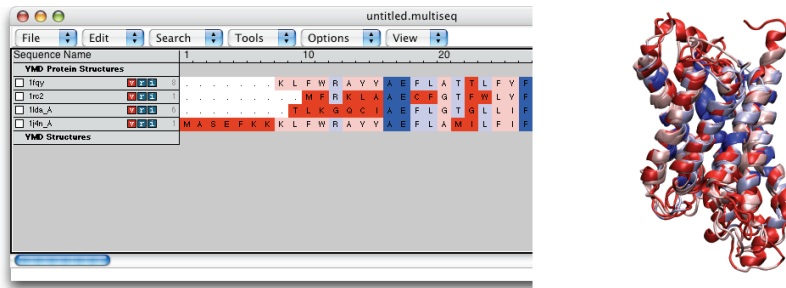 untitled.multiseq
File Edit Search Tools Options View
Sequence Name 1 10 20
YMD Protein Structures
1fqy v r i 8 . . . . . . . K L F W R A Y Y A E F L A T T L F Y F
1rc2 v r i 1 . . . . . . . . . M F R K L A A E C F G T F W L Y F
1lda_A v r i 6 . . . . . . . . T L K G Q C I A E F L G T G L L I F
1j4n_A v r i 1 M A S E F K K K L F W R A Y Y A E F L A M I L F I F
YMD Structures